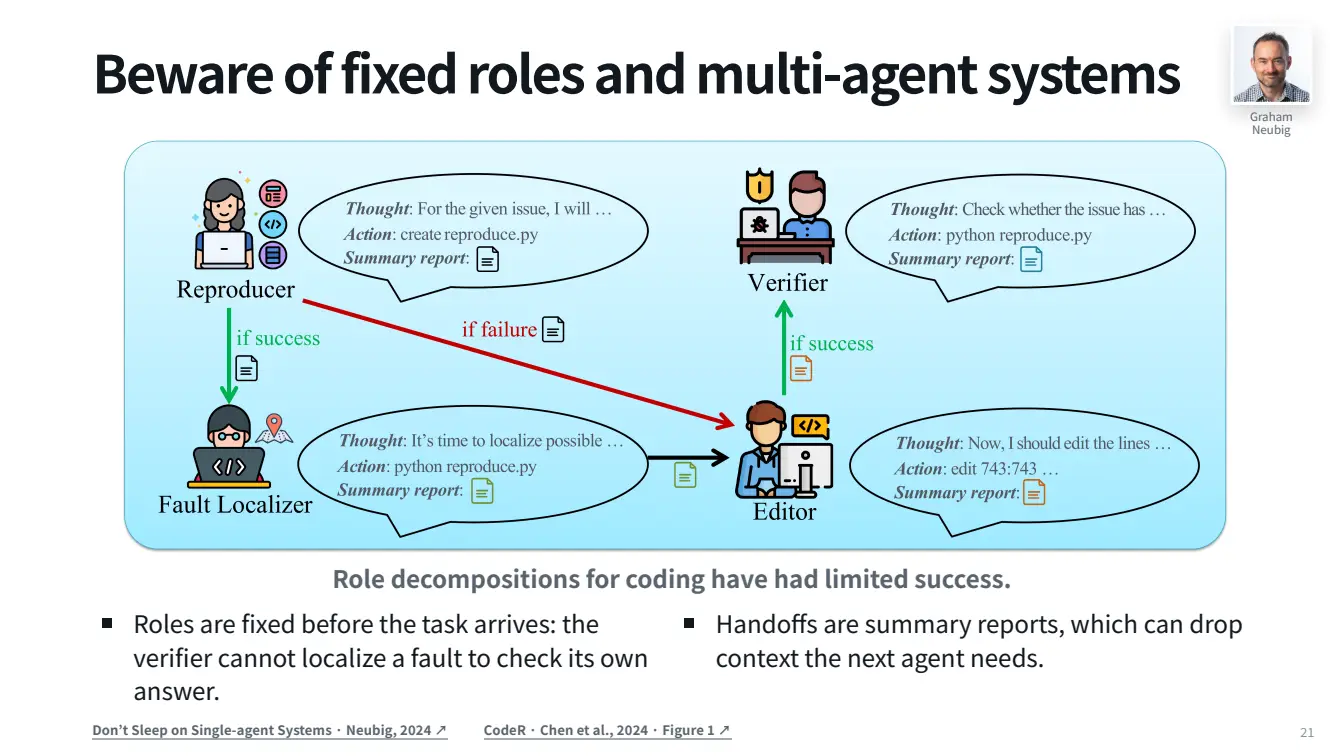 Beware of fixed roles and multi-agent systems
Graham
Neubig
Thought: For the given issue, I will …
Action: create reproduce.py
Summary report:
Reproducer
Thought: Check whether the issue has …
Action: python reproduce.py
Summary report:
Verifier
if success
if failure
if success
Thought: It’s time to localize possible …
Action: python reproduce.py
Summary report:
Fault Localizer
Thought: Now, I should edit the lines …
Action: edit 743:743 …
Summary report:
Editor
Role decompositions for coding have had limited success.
▪ Roles are fixed before the task arrives: the
verifier cannot localize a fault to check its own
answer.
▪ Handoffs are summary reports, which can drop
context the next agent needs.
Don’t Sleep on Single-agent Systems · Neubig, 2024 ↗
CodeR · Chen et al., 2024 · Figure 1 ↗
21